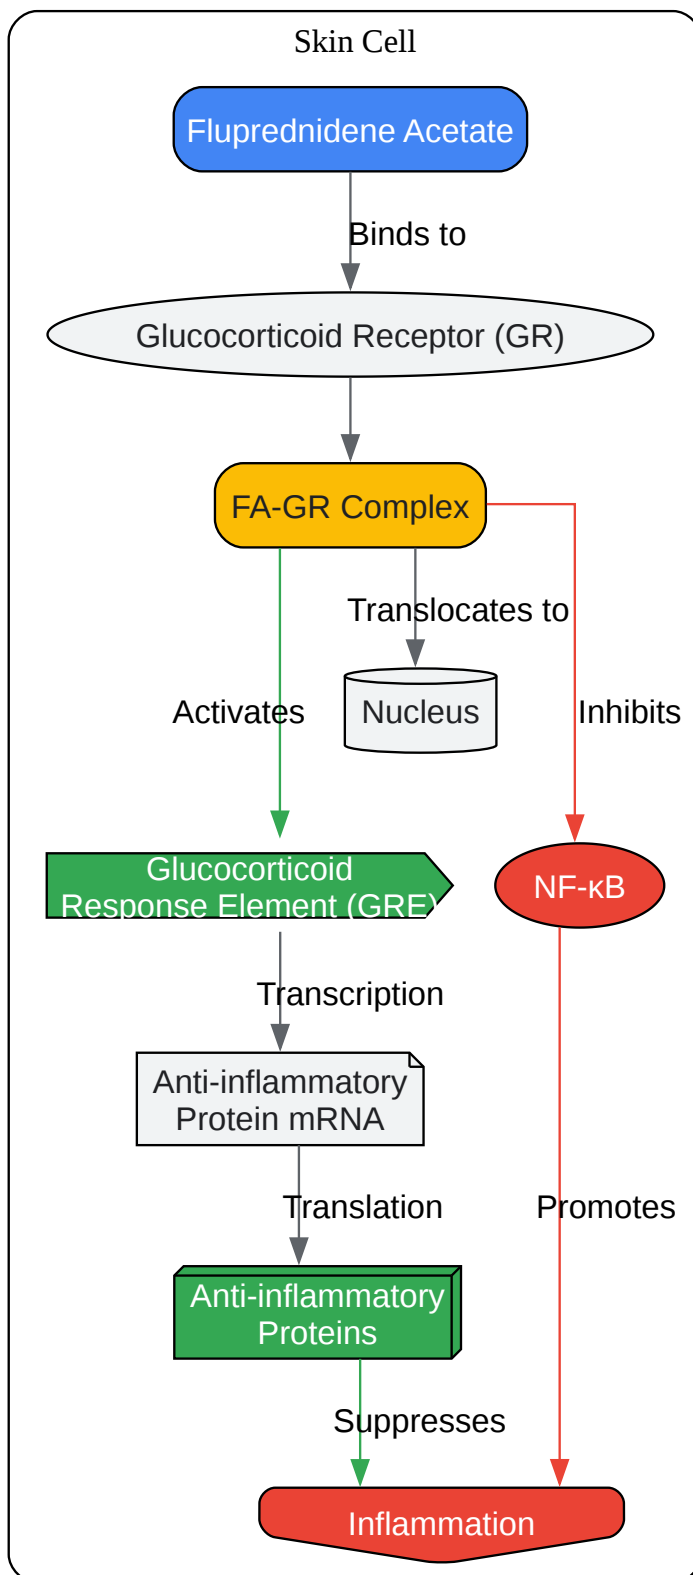 Skin Cell
Fluprednidene Acetate
Binds to
Glucocorticoid Receptor (GR)
FA-GR Complex
Translocates to
Activates
Nucleus
Inhibits
Glucocorticoid
Response Element (GRE)
NF-κB
Transcription
Anti-inflammatory
Protein mRNA
Translation
Promotes
Anti-inflammatory
Proteins
Suppresses
Inflammation